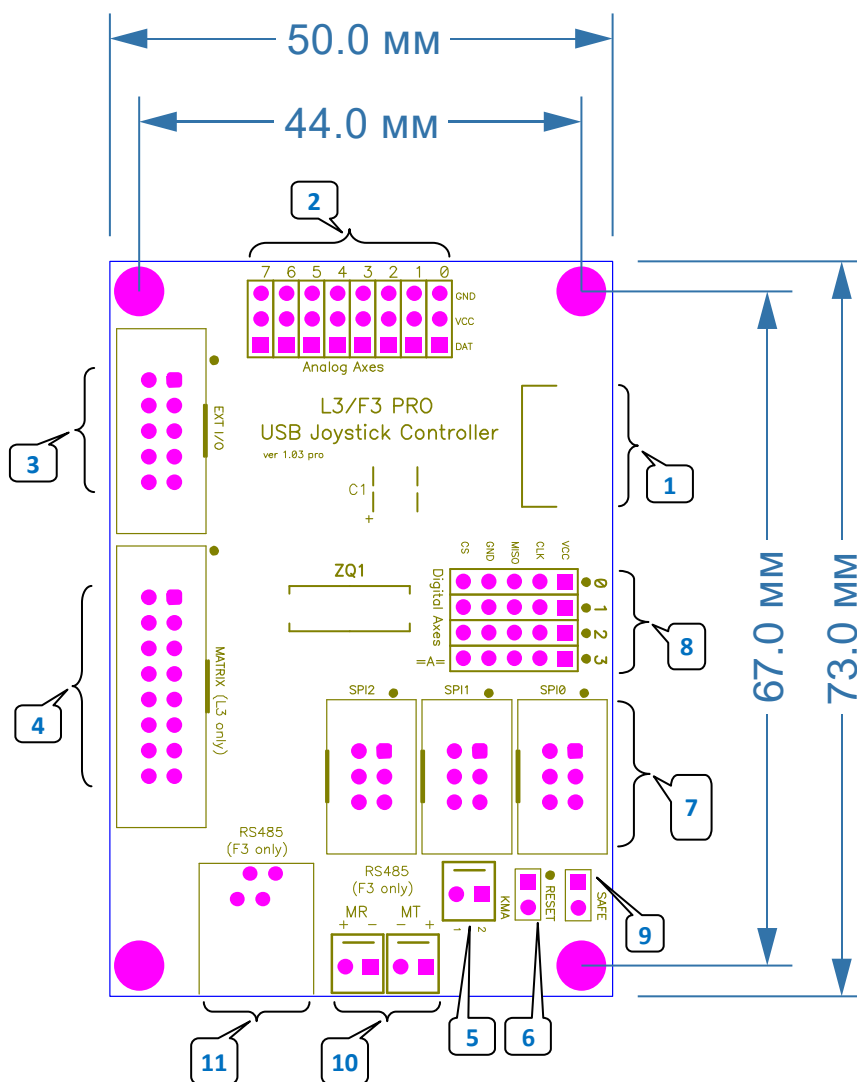 50.0 мм
44.0 мм
2
7 6 5 4 3 2 1 0
GND
VCC
DAT
Analog Axes
L3/F3 PRO
USB Joystick Controller
ver 1.03 pro
EXT I/O
3
1
C1
+
ZQ1
CS GND MISO CLK VCC
Digital Axes
0
1
2
3
=A=
8
67.0 мм
73.0 мм
MATRIX (L3 only)
4
SPI2 SPI1 SPI0
7
RS485
(F3 only)
RS485
(F3 only)
MR MT
+ − − +
1 2
KMA
RESET
SAFE
9
11
10
5
6